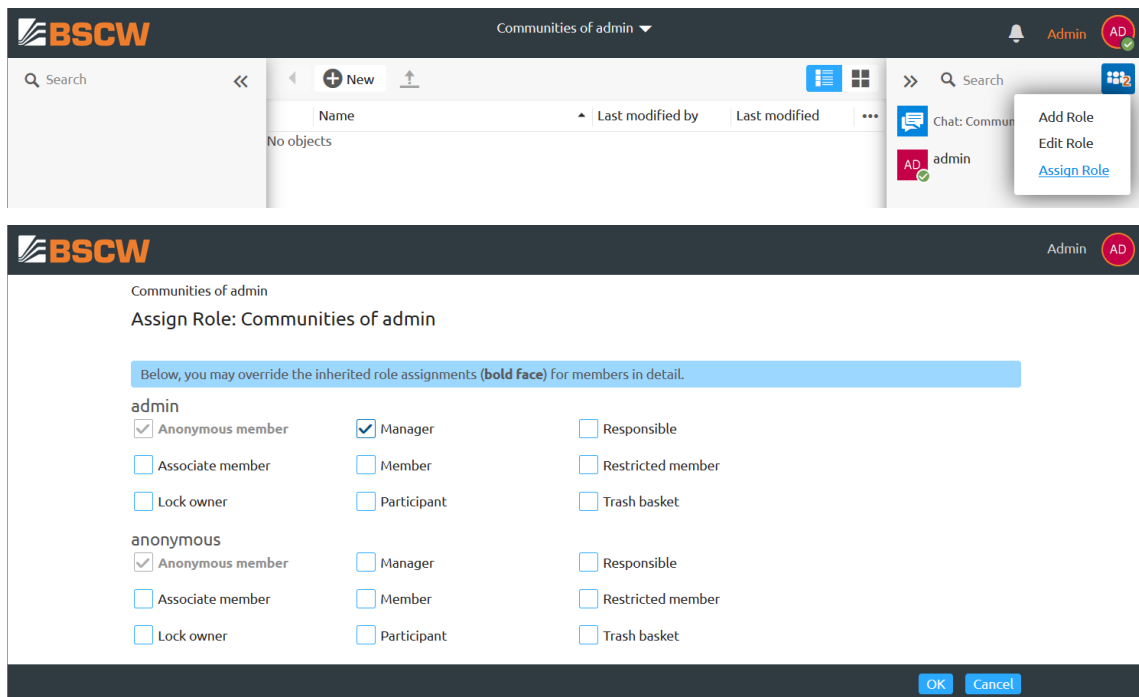 BSCW Communities of admin Admin AD
Search New Search 2
Name Last modified by Last modified
No objects
Chat: Commun
AD admin
Add Role
Edit Role
Assign Role
BSCW Admin AD
Communities of admin
Assign Role: Communities of admin
Below, you may override the inherited role assignments (bold face) for members in detail.
admin
Anonymous member Manager Responsible
Associate member Member Restricted member
Lock owner Participant Trash basket
anonymous
Anonymous member Manager Responsible
Associate member Member Restricted member
Lock owner Participant Trash basket
OK Cancel